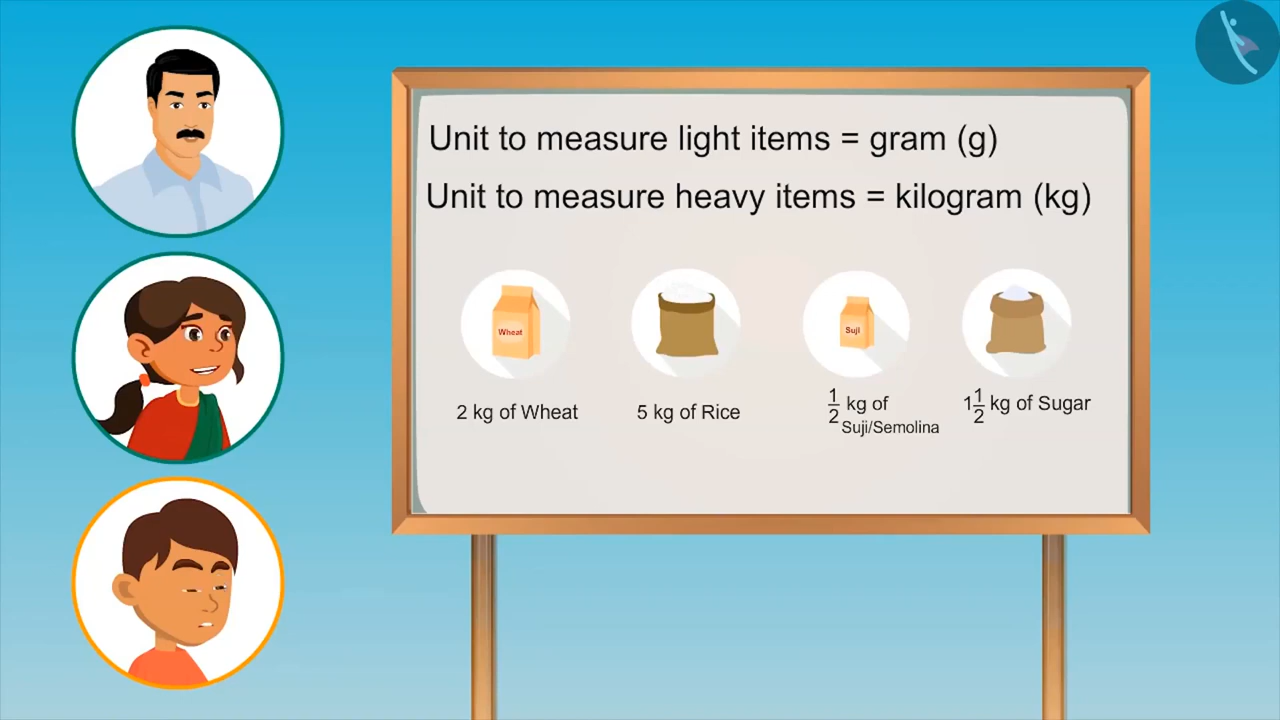 Unit to measure light items = gram (g)
Unit to measure heavy items = kilogram (kg)
Wheat
Suji
2 kg of Wheat
5 kg of Rice
1/2 kg of
Suji/Semolina
1 1/2 kg of Sugar